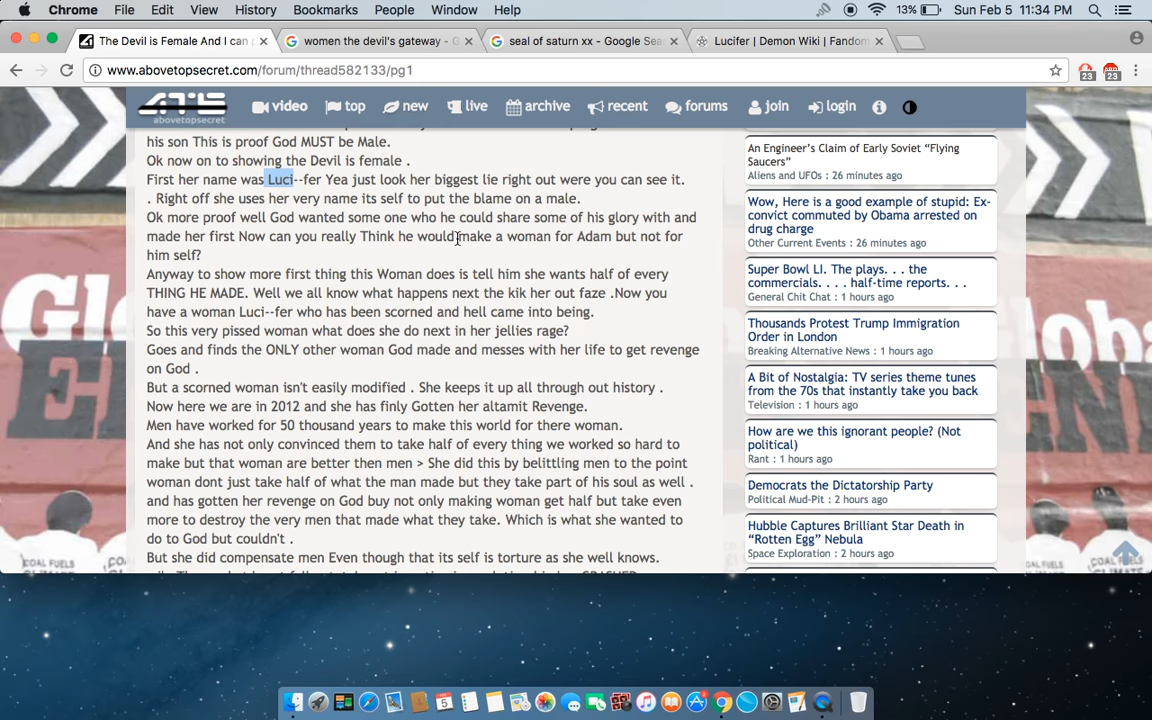 Chrome File Edit View History Bookmarks People Window Help 13% Sun Feb 5 11:34 PM
The Devil is Female And I can p × women the devil's gateway - G × seal of saturn xx - Google Sea × Lucifer | Demon Wiki | Fandom ×
www.abovetopsecret.com/forum/thread582133/pg1 23 23
ATS abovetopsecret video top new live archive recent forums join login
his son This is proof God MUST be Male.
Ok now on to showing the Devil is female .
First her name was Luci--fer Yea just look her biggest lie right out were you can see it.
. Right off she uses her very name its self to put the blame on a male.
Ok more proof well God wanted some one who he could share some of his glory with and
made her first Now can you really Think he would make a woman for Adam but not for
him self?
Anyway to show more first thing this Woman does is tell him she wants half of every
THING HE MADE. Well we all know what happens next the kik her out faze .Now you
have a woman Luci--fer who has been scorned and hell came into being.
So this very pissed woman what does she do next in her jellies rage?
Goes and finds the ONLY other woman God made and messes with her life to get revenge
on God .
But a scorned woman isn't easily modified . She keeps it up all through out history .
Now here we are in 2012 and she has finly Gotten her altamit Revenge.
Men have worked for 50 thousand years to make this world for there woman.
And she has not only convinced them to take half of every thing we worked so hard to
make but that woman are better then men > She did this by belittling men to the point
woman dont just take half of what the man made but they take part of his soul as well .
and has gotten her revenge on God buy not only making woman get half but take even
more to destroy the very men that made what they take. Which is what she wanted to
do to God but couldn't .
But she did compensate men Even though that its self is torture as she well knows.
An Engineer's Claim of Early Soviet “Flying
Saucers”
Aliens and UFOs : 26 minutes ago
Wow, Here is a good example of stupid: Ex-
convict commuted by Obama arrested on
drug charge
Other Current Events : 26 minutes ago
Super Bowl LI. The plays. . . the
commercials. . . . half-time reports. . .
General Chit Chat : 1 hours ago
Thousands Protest Trump Immigration
Order in London
Breaking Alternative News : 1 hours ago
A Bit of Nostalgia: TV series theme tunes
from the 70s that instantly take you back
Television : 1 hours ago
How are we this ignorant people? (Not
political)
Rant : 1 hours ago
Democrats the Dictatorship Party
Political Mud-Pit : 2 hours ago
Hubble Captures Brilliant Star Death in
“Rotten Egg” Nebula
Space Exploration : 2 hours ago
COAL FUELS
COAL FUELS
5